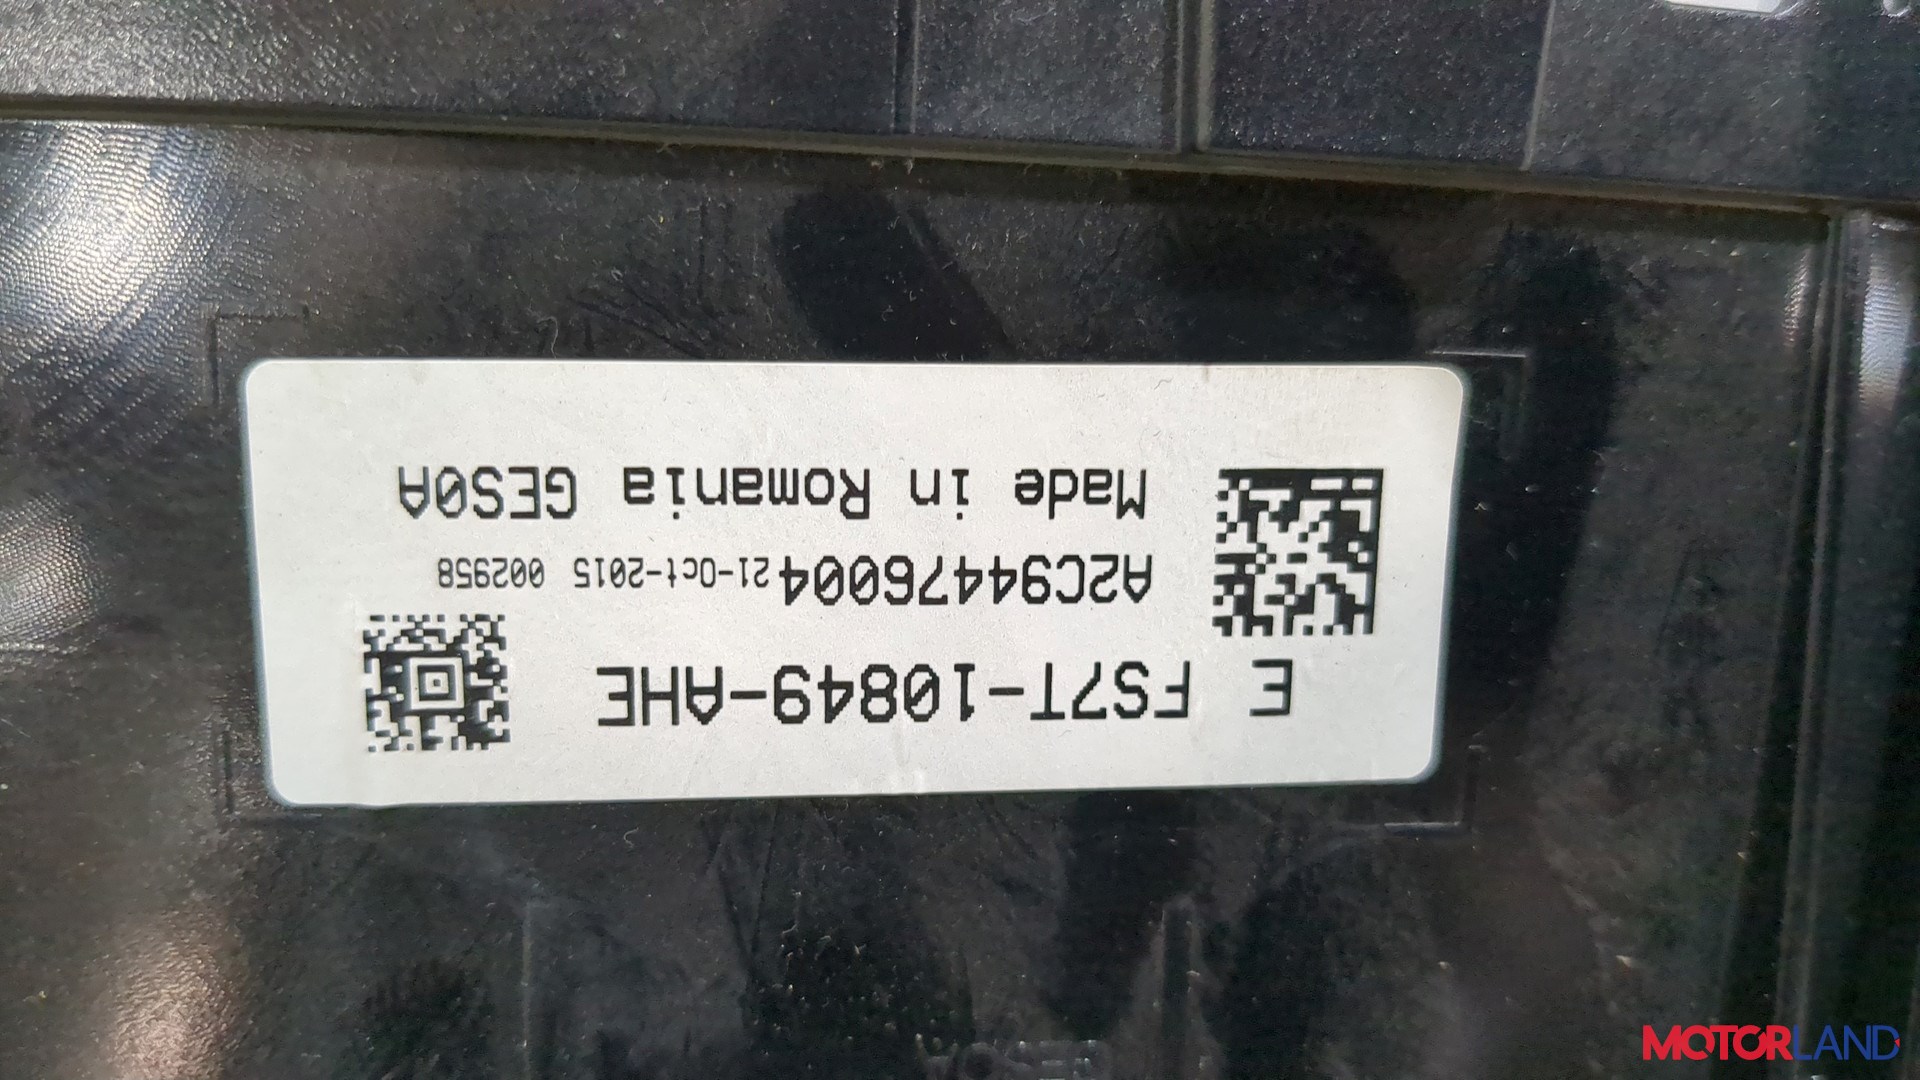 E FS7T-10849-AHE
A2C94476004 21-Oct-2015 002958
Made in Romania GES0A
MOTORLAND